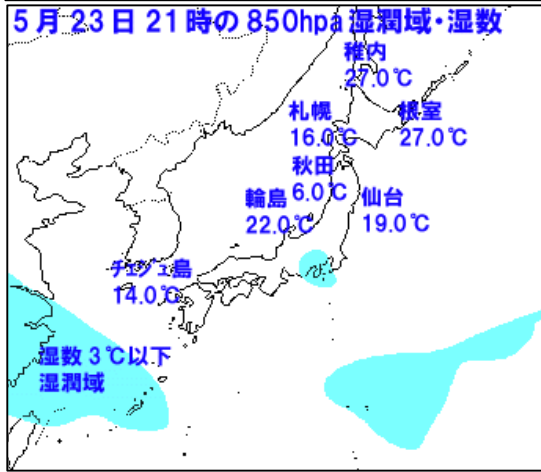 5月23日21時の850hpa湿潤域・湿数
稚内
27.0℃
札幌
16.0℃
根室
27.0℃
秋田
6.0℃
輪島
22.0℃
仙台
19.0℃
チェジュ島
14.0℃
湿数3℃以下
湿潤域